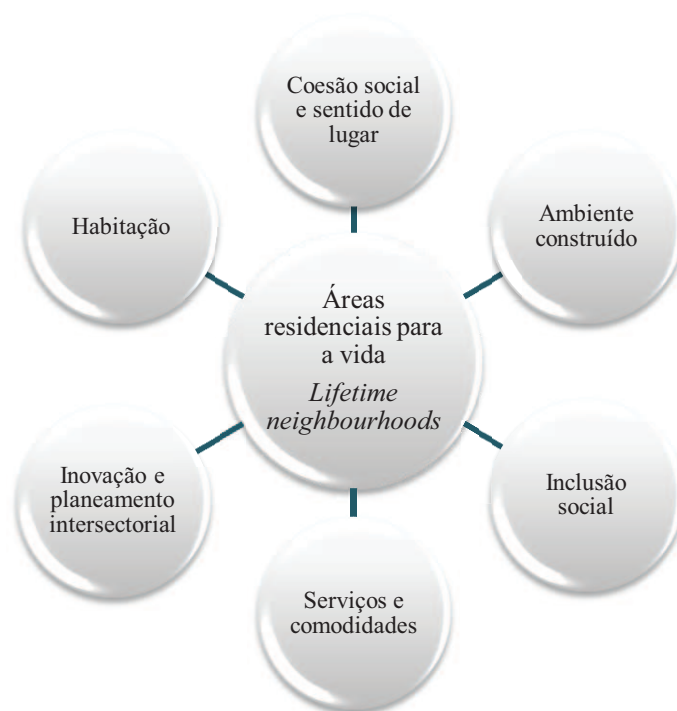 Coesão social
e sentido de
lugar
Habitação
Ambiente
construído
Áreas
residenciais para
a vida
Lifetime
neighbourhoods
Inovação e
planeamento
intersectorial
Inclusão
social
Serviços e
comodidades